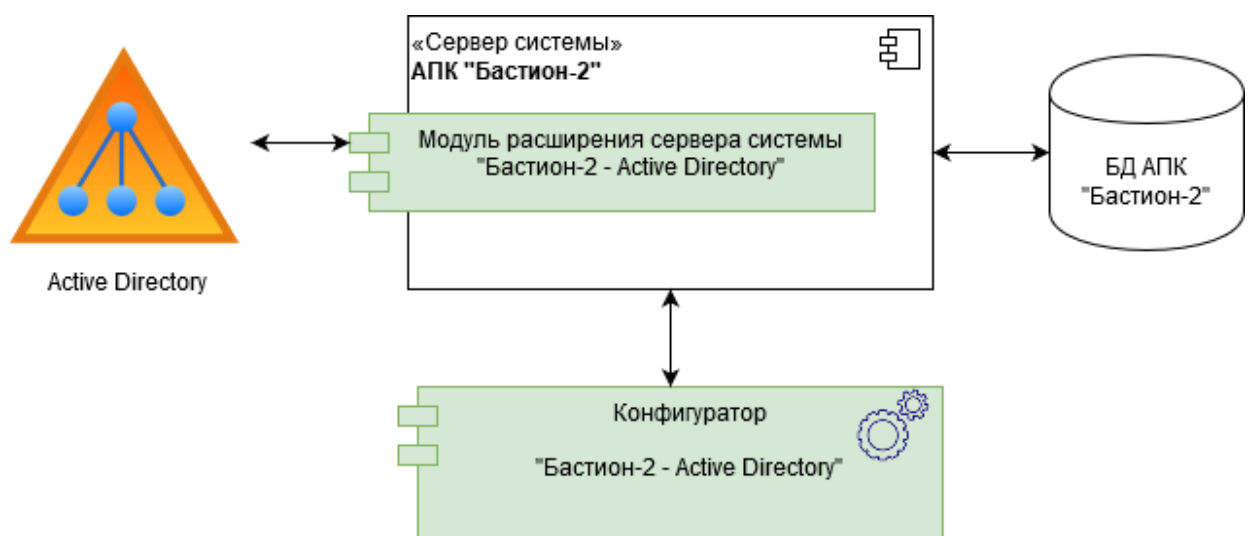 «Сервер системы»
АПК "Бастион-2"
Модуль расширения сервера системы
"Бастион-2 - Active Directory"
БД АПК
"Бастион-2"
Active Directory
Конфигуратор
"Бастион-2 - Active Directory"